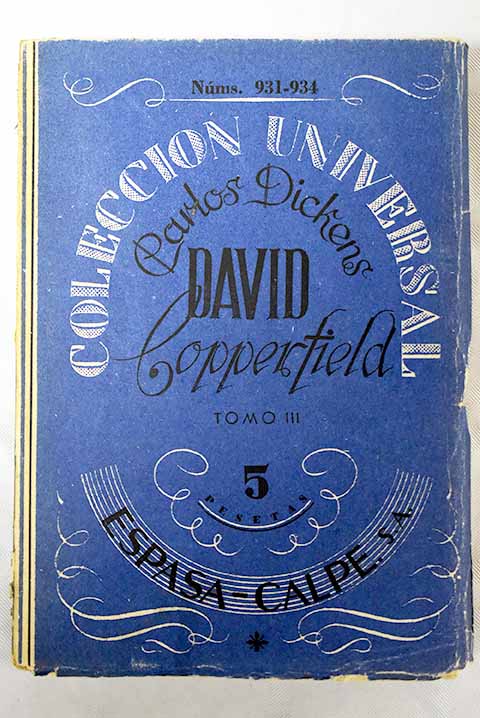 Núms. 931-934
COLECCION UNIVERSAL
Carlos Dickens
DAVID
Copperfield
TOMO III
5
PESETAS
ESPASA-CALPE, S.A.